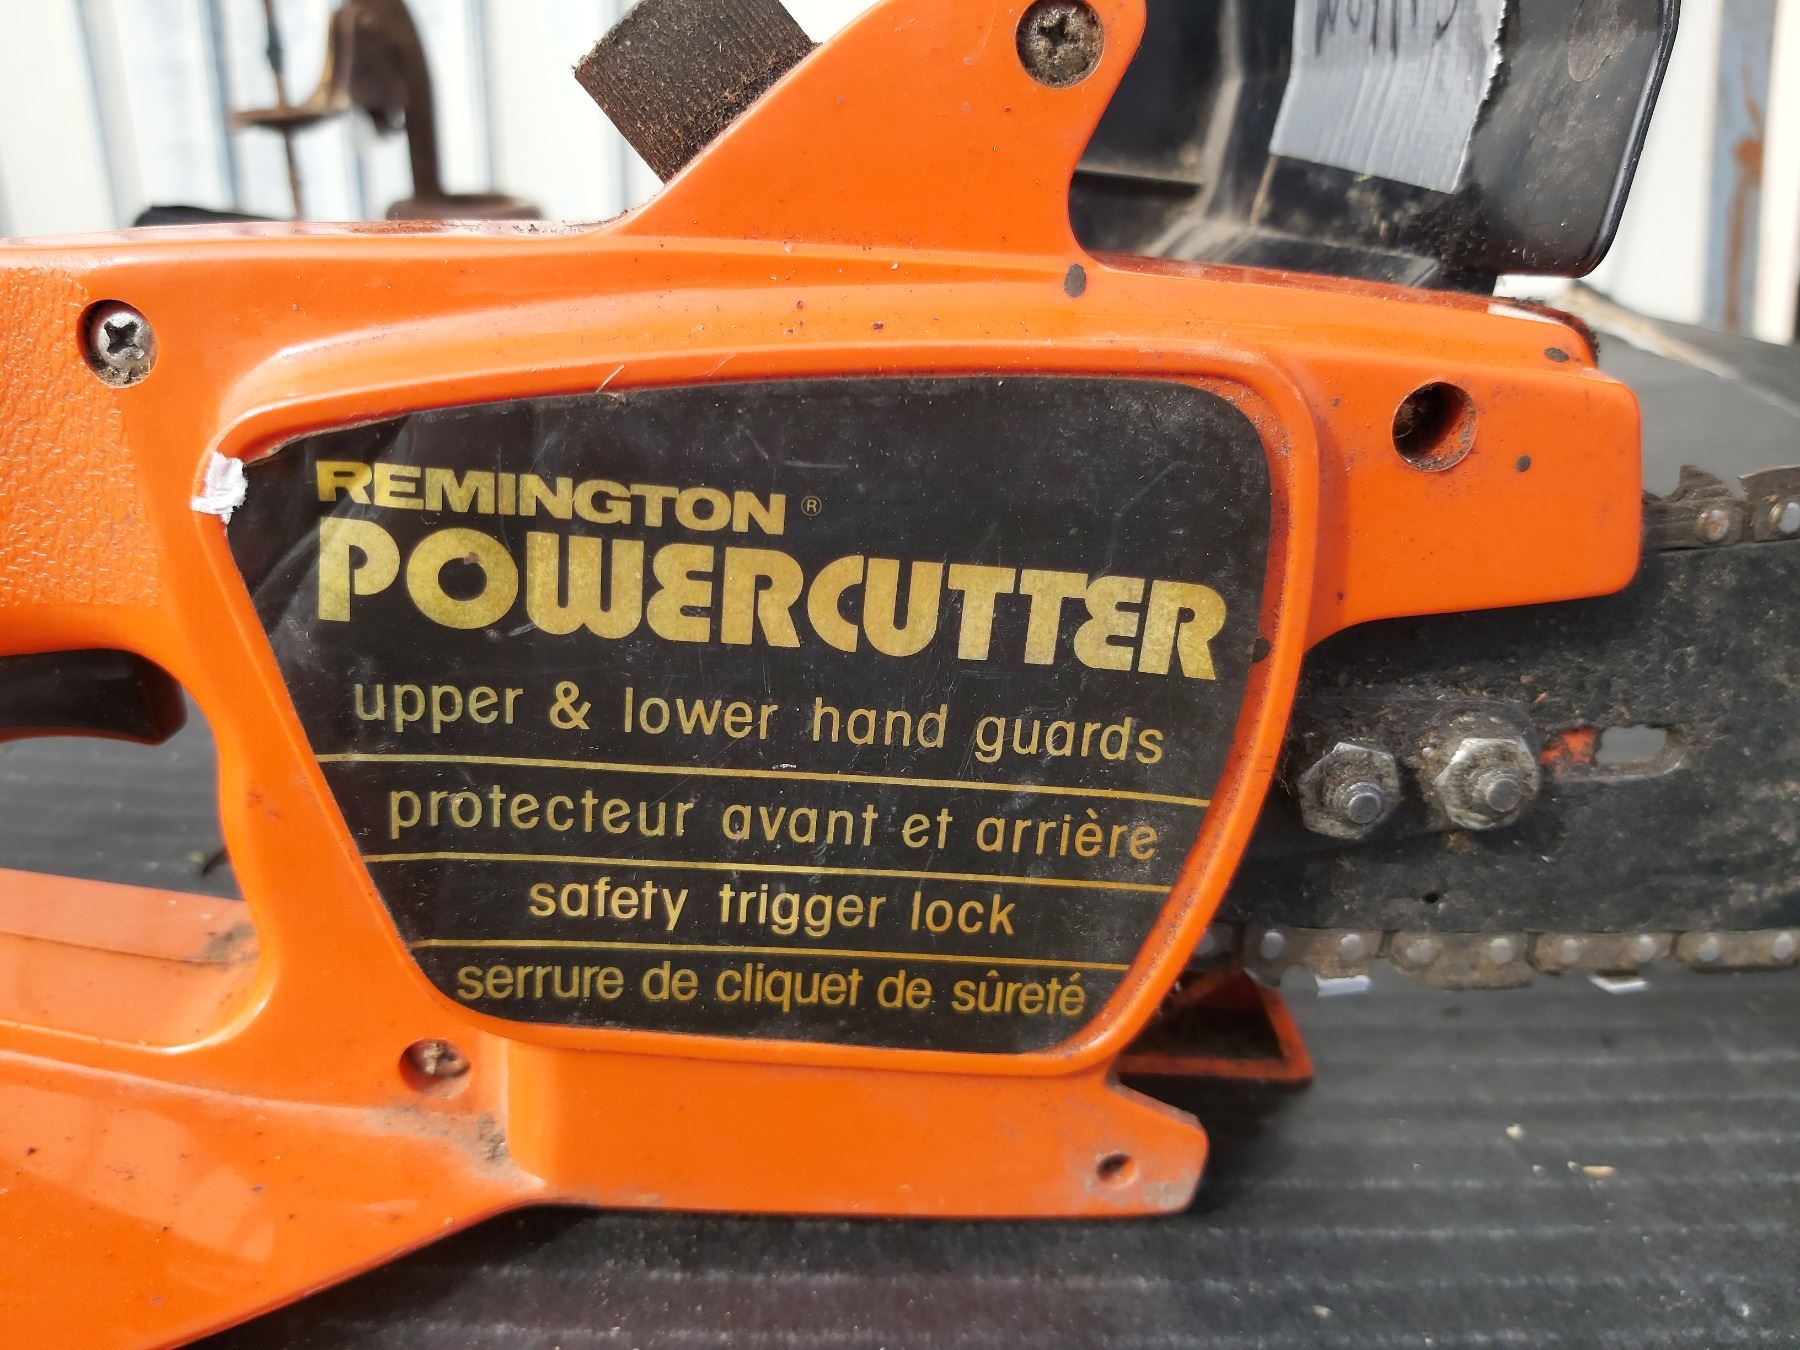 REMINGTON ®
POWERCUTTER
upper & lower hand guards
protecteur avant et arrière
safety trigger lock
serrure de cliquet de sûreté